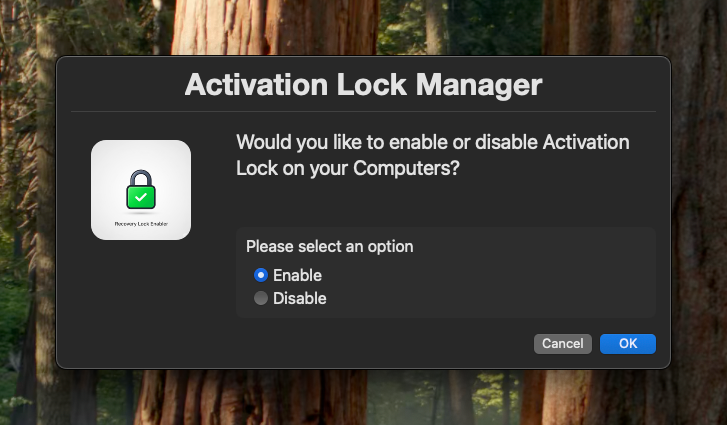 Activation Lock Manager
Would you like to enable or disable Activation
Lock on your Computers?
Recovery Lock Enabler
Please select an option
Enable
Disable
Cancel
OK